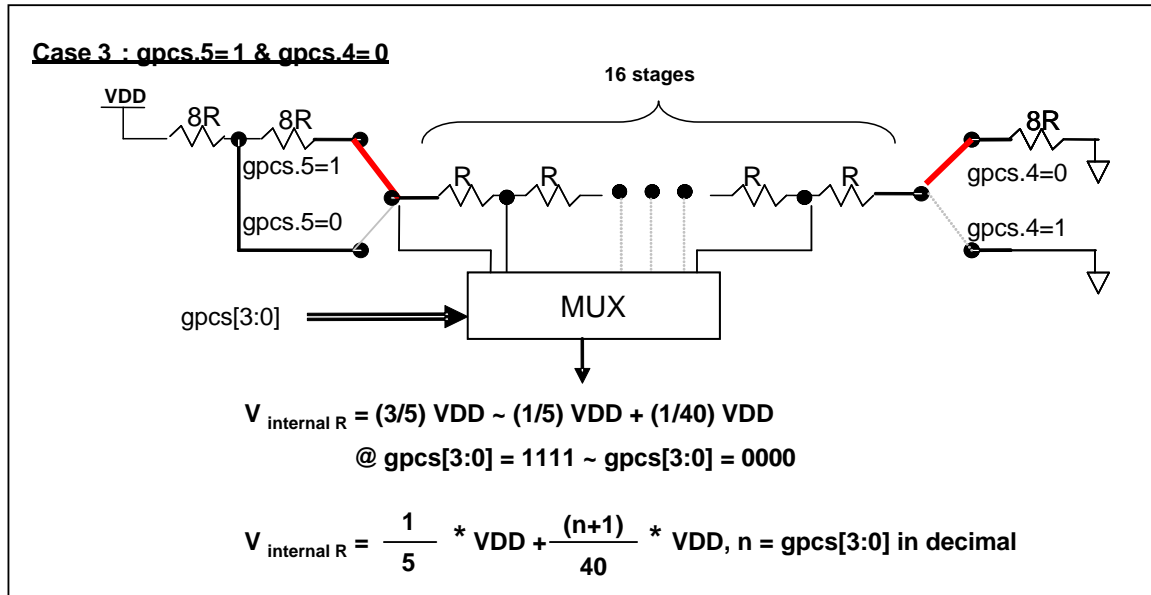 Case 3 : gpcs.5=1 & gpcs.4=0
16 stages
VDD
8R 8R 8R
gpcs.5=1 R R R R gpcs.4=0
gpcs.5=0 gpcs.4=1
MUX
gpcs[3:0]
V internal R = (3/5) VDD ~ (1/5) VDD + (1/40) VDD
@ gpcs[3:0] = 1111 ~ gpcs[3:0] = 0000
V internal R = 1/5 * VDD + (n+1)/40 * VDD, n = gpcs[3:0] in decimal